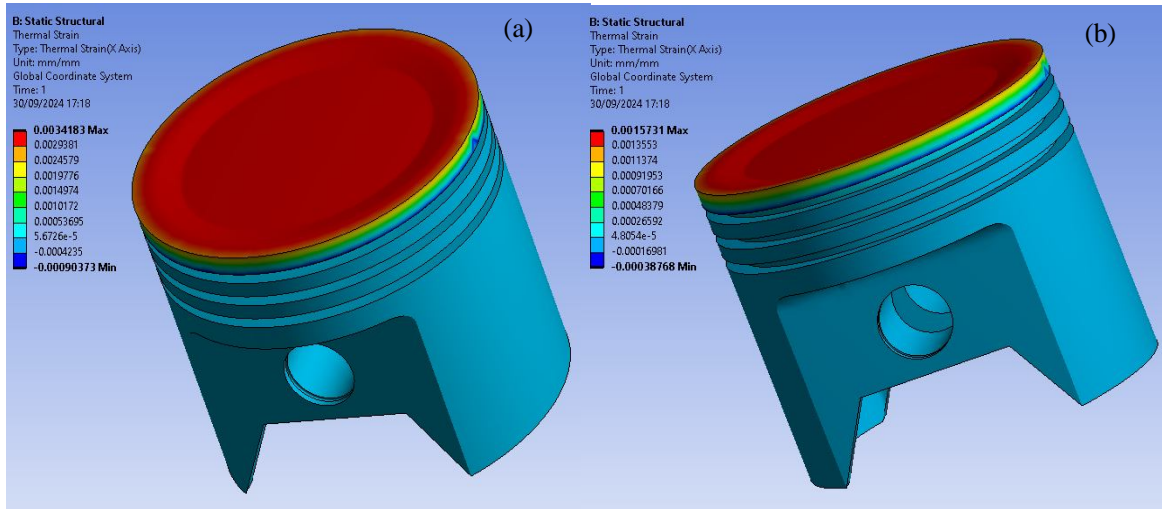 B: Static Structural
Thermal Strain
Type: Thermal Strain(X Axis)
Unit: mm/mm
Global Coordinate System
Time: 1
30/09/2024 17:18
0.0034183 Max
0.0029381
0.0024579
0.0019776
0.0014974
0.0010172
0.00053695
5.6726e-5
-0.0004235
-0.00090373 Min
(a)
B: Static Structural
Thermal Strain
Type: Thermal Strain(X Axis)
Unit: mm/mm
Global Coordinate System
Time: 1
30/09/2024 17:18
0.0015731 Max
0.0013553
0.0011374
0.00091953
0.00070166
0.00048379
0.00026592
4.8054e-5
-0.00016981
-0.00038768 Min
(b)